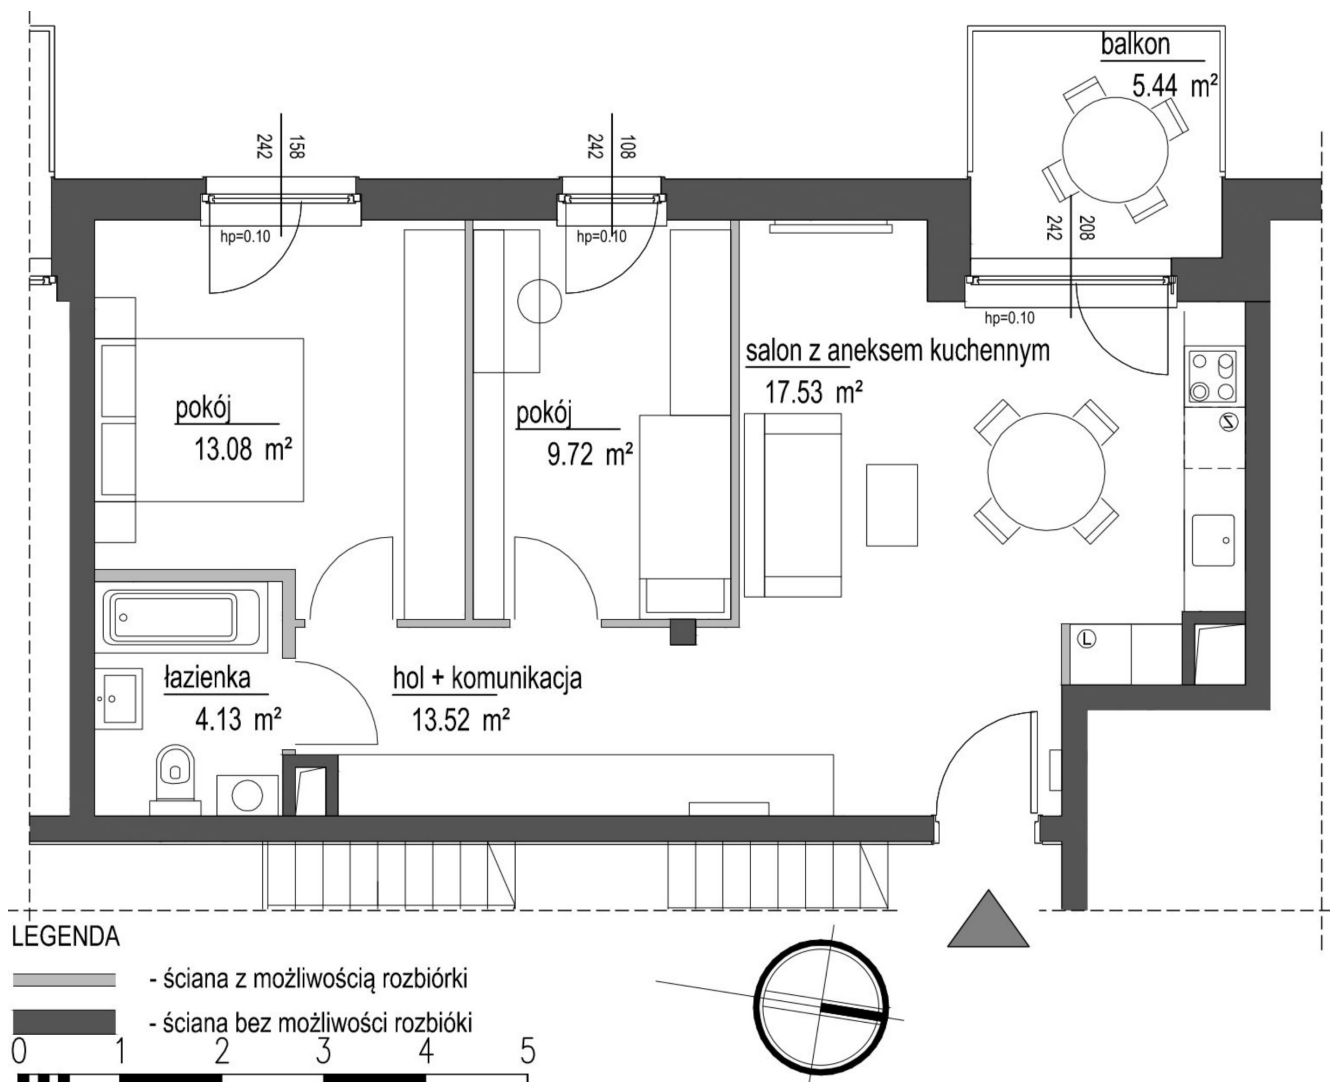 balkon
5.44 m²
242 158
242 108
242 208
hp=0.10
hp=0.10
hp=0.10
salon z aneksem kuchennym
17.53 m²
pokój
13.08 m²
pokój
9.72 m²
Z
L
łazienka
4.13 m²
hol + komunikacja
13.52 m²
LEGENDA
- ściana z możliwością rozbiórki
- ściana bez możliwości rozbióki
0 1 2 3 4 5